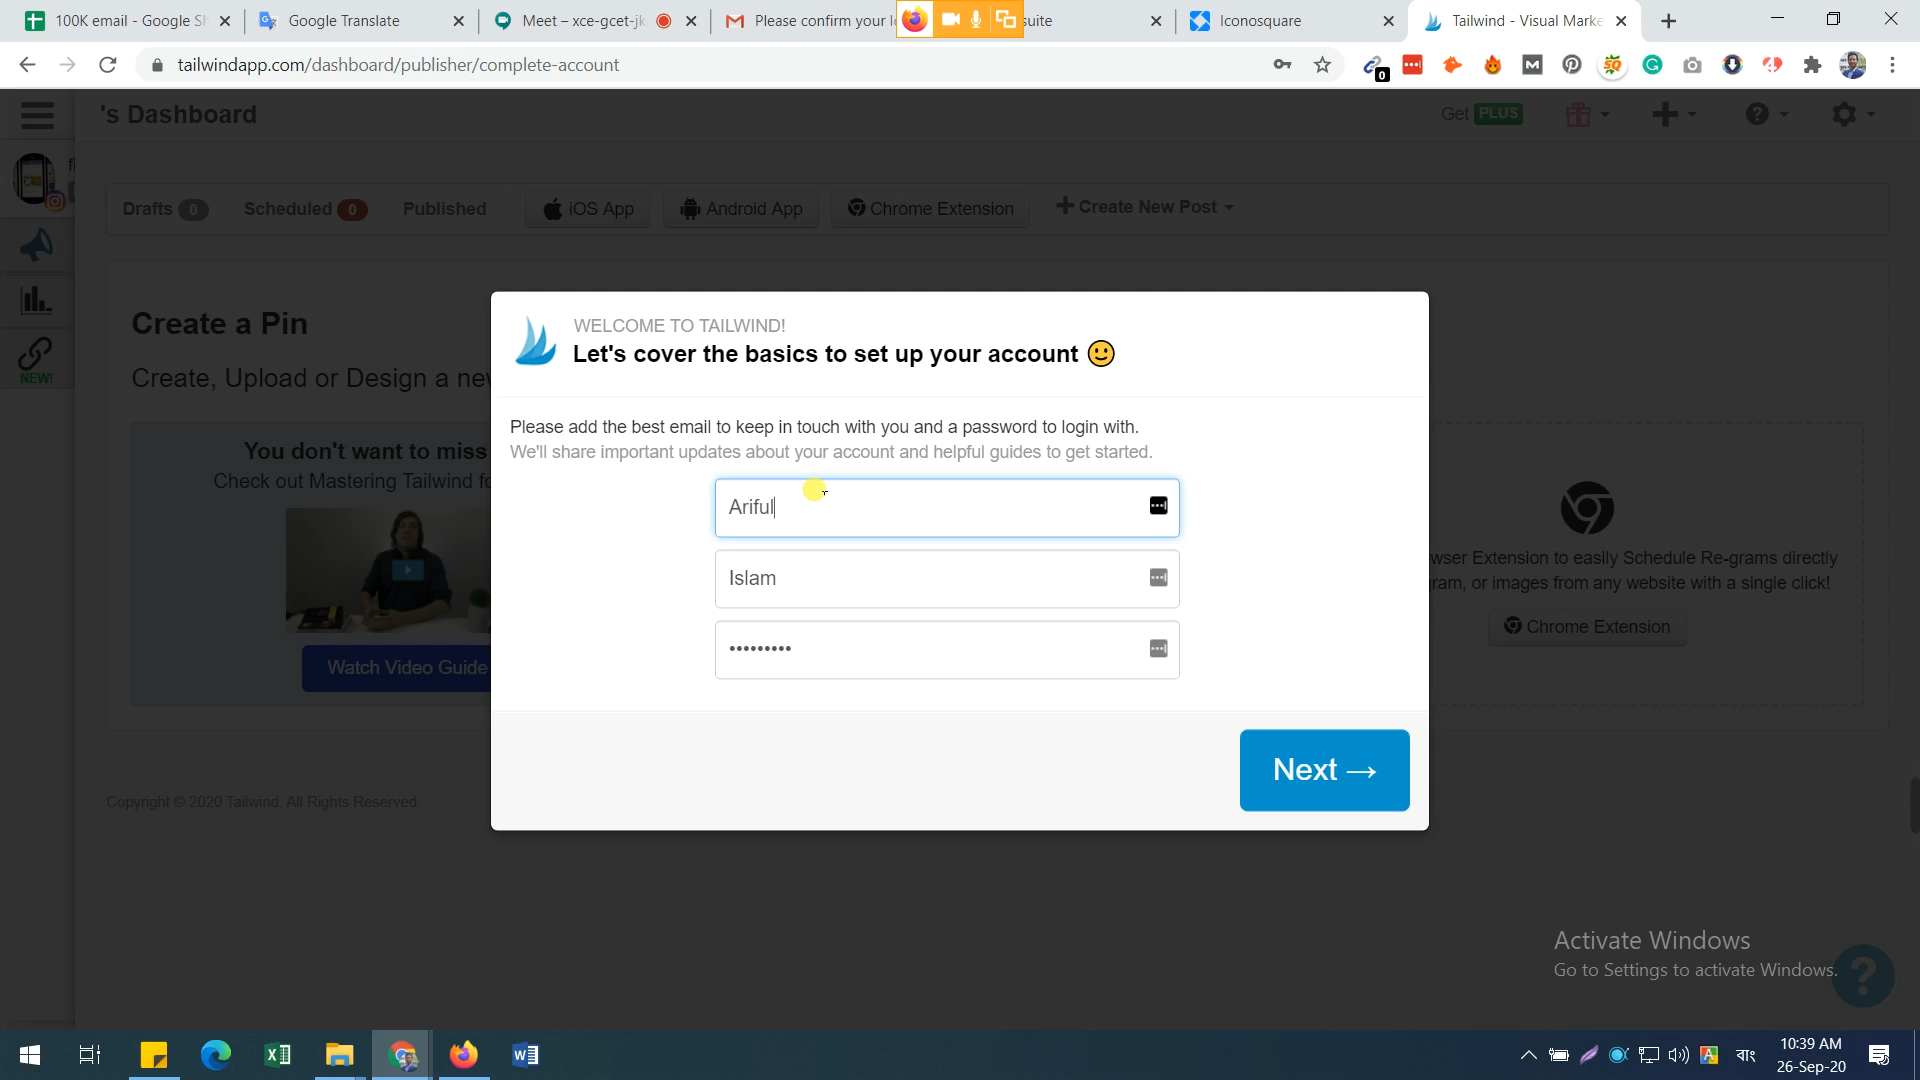 100K email - Google Sh
Google Translate
Meet – xce-gcet-jk
Please confirm your l
suite
Iconosquare
Tailwind - Visual Marke
tailwindapp.com/dashboard/publisher/complete-account
0
's Dashboard
Get PLUS
Drafts 0
Scheduled 0
Published
iOS App
Android App
Chrome Extension
Create New Post
NEW!
Create a Pin
Create, Upload or Design a new
You don't want to miss
Check out Mastering Tailwind fo
Watch Video Guide
WELCOME TO TAILWIND!
Let's cover the basics to set up your account
Please add the best email to keep in touch with you and a password to login with.
We'll share important updates about your account and helpful guides to get started.
Ariful
Islam
•••••••••
Next →
wser Extension to easily Schedule Re-grams directly
ram, or images from any website with a single click!
Chrome Extension
Copyright © 2020 Tailwind. All Rights Reserved.
Activate Windows
Go to Settings to activate Windows.
বাং
10:39 AM
26-Sep-20